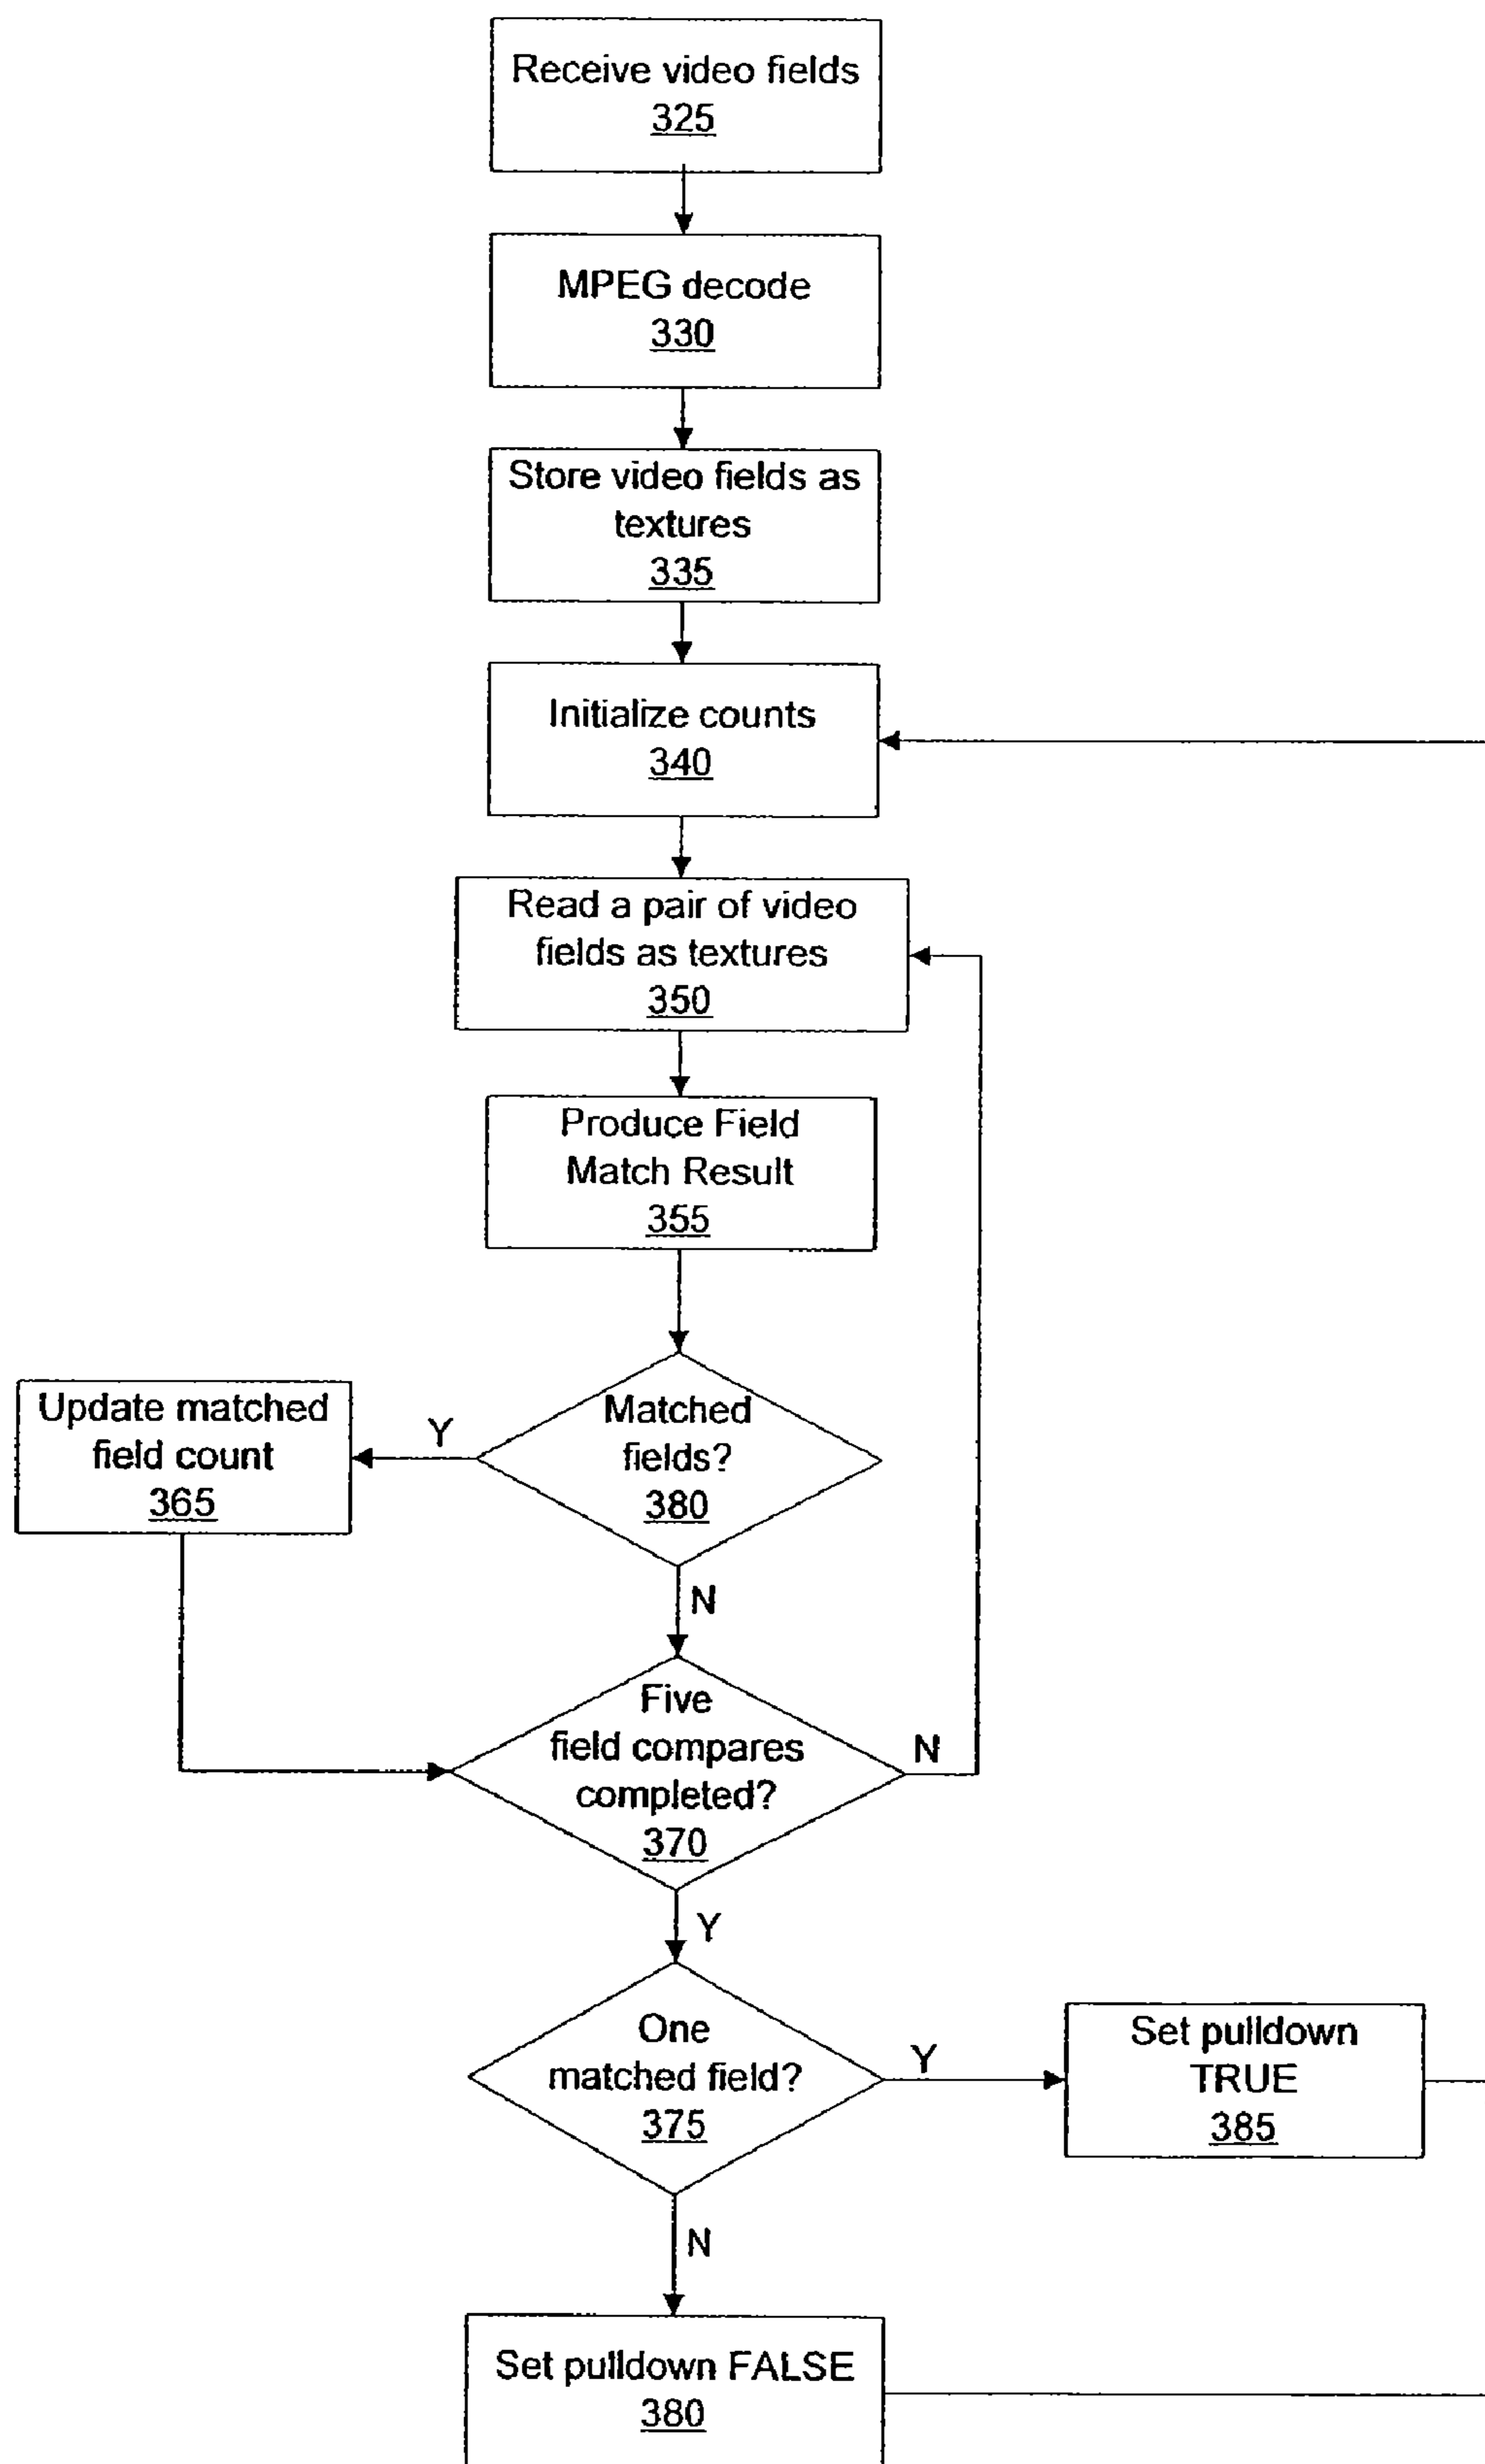 Receive video fields
325
MPEG decode
330
Store video fields as
textures
335
Initialize counts
340
Read a pair of video
fields as textures
350
Produce Field
Match Result
355
Matched
fields?
380
Y
Update matched
field count
365
N
Five
field compares
completed?
370
N
Y
One
matched field?
375
Y
Set pulldown
TRUE
385
N
Set pulldown FALSE
380